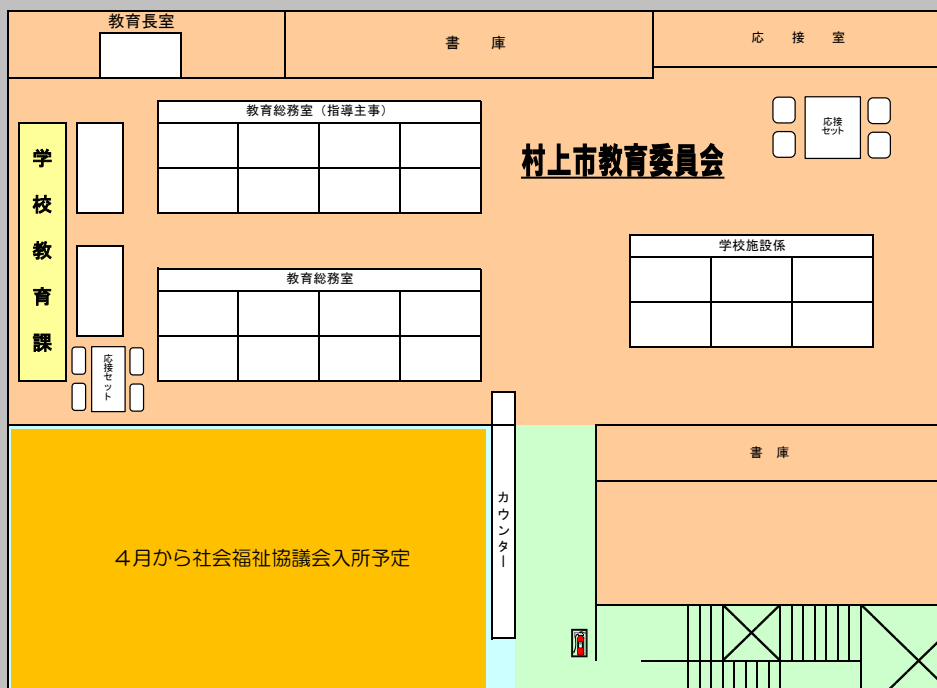 教育長室
書　庫
応　接　室
教育総務室（指導主事）
応接
セット
学校教育課
村上市教育委員会
学校施設係
教育総務室
応接セット
書　庫
カウンター
４月から社会福祉協議会入所予定